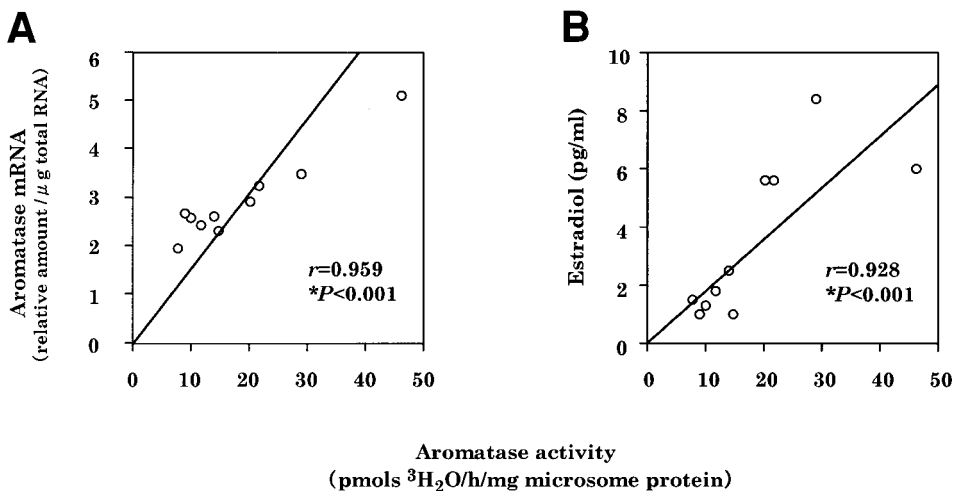 A
Aromatase mRNA
(relative amount / μg total RNA)
6
5
4
3
2
1
0
r=0.959
*P<0.001
0 10 20 30 40 50
B
Estradiol (pg/ml)
10
8
6
4
2
0
r=0.928
*P<0.001
0 10 20 30 40 50
Aromatase activity
(pmols ³H₂O/h/mg microsome protein)